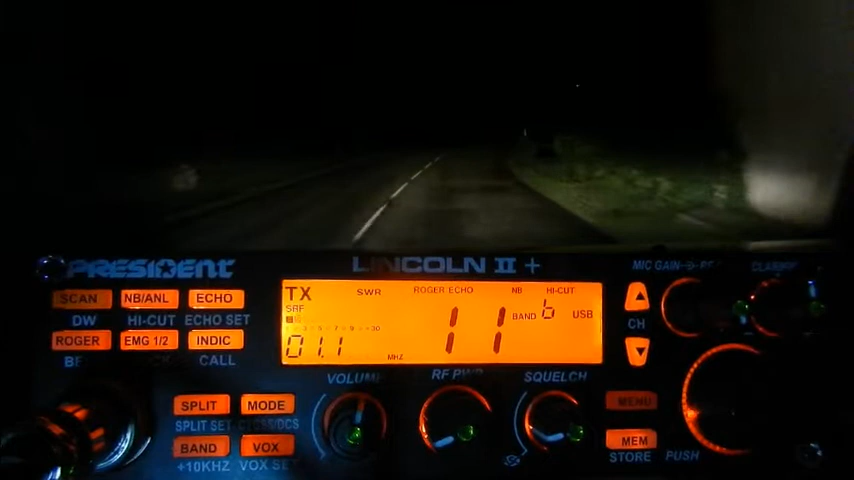 PRESIDENT
LINCOLN II +
MIC GAIN
SCAN NB/ANL ECHO
DW HI-CUT ECHO SET
ROGER EMG 1/2 INDIC
CALL
TX SWR ROGER ECHO NB HI-CUT
11 BAND b USB
01.1 MHZ
CH
VOLUME RF PWR SQUELCH
SPLIT MODE
SPLIT SET CTCSS/DCS
BAND VOX
+10KHZ VOX SET
MENU
MEM
STORE PUSH